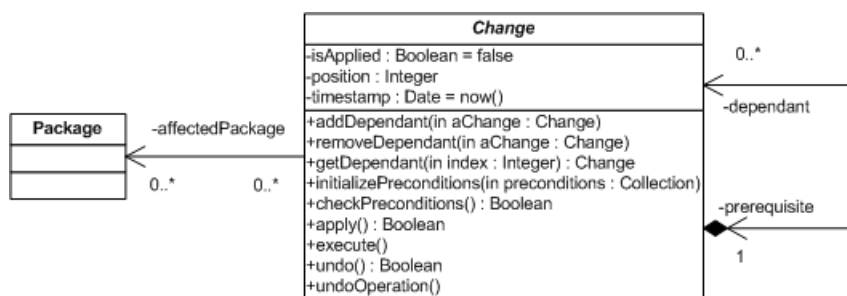 Change
-isApplied : Boolean = false
-position : Integer
-timestamp : Date = now()
+addDependant(in aChange : Change)
+removeDependant(in aChange : Change)
+getDependant(in index : Integer) : Change
+initializePreconditions(in preconditions : Collection)
+checkPreconditions() : Boolean
+apply() : Boolean
+execute()
+undo() : Boolean
+undoOperation()
Package
-affectedPackage
0..*
0..*
0..*
-dependant
-prerequisite
1